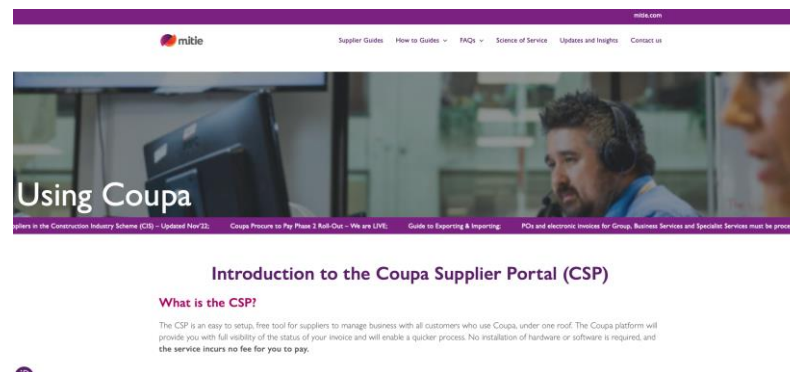 mitie.com
mitie
Supplier Guides How to Guides FAQs Science of Service Updates and Insights Contact us
Using Coupa
in the Construction Industry Scheme (CIS) – Updated Nov'22; Coupa Procure to Pay Phase 2 Roll-Out – We are LIVE; Guide to Exporting & Importing; POs and electronic invoices for Group, Business Services and Specialist Services must be
Introduction to the Coupa Supplier Portal (CSP)
What is the CSP?
The CSP is an easy to setup, free tool for suppliers to manage business with all customers who use Coupa, under one roof. The Coupa platform will
provide you with full visibility of the status of your invoice and will enable a quicker process. No installation of hardware or software is required, and
the service incurs no fee for you to pay.